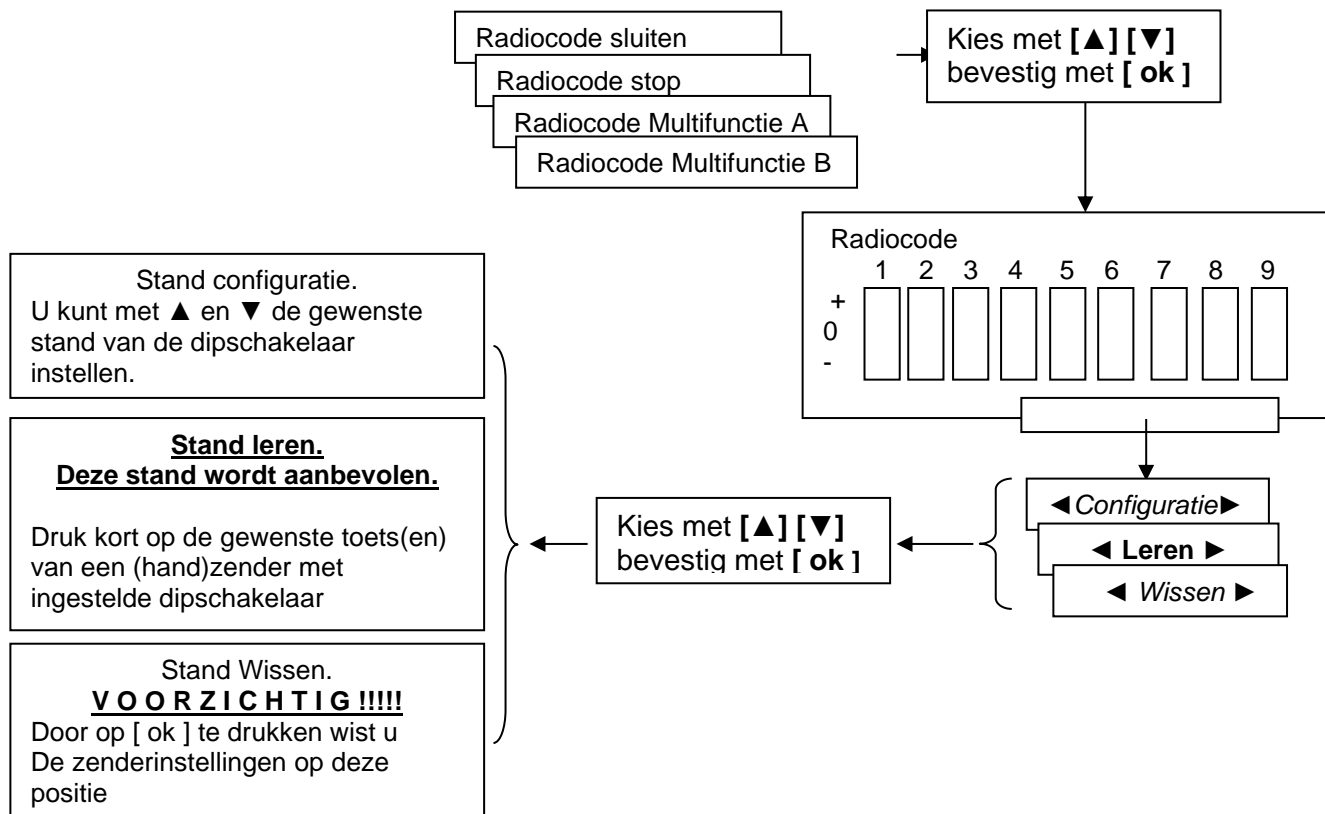 Radiocode sluiten
Radiocode stop
Radiocode Multifunctie A
Radiocode Multifunctie B
Kies met [▲] [▼]
bevestig met [ ok ]
Radiocode
1 2 3 4 5 6 7 8 9
+
0
-
◄Configuratie►
◄ Leren ►
◄ Wissen ►
Kies met [▲] [▼]
bevestig met [ ok ]
Stand configuratie.
U kunt met ▲ en ▼ de gewenste
stand van de dipschakelaar
instellen.
Stand leren.
Deze stand wordt aanbevolen.
Druk kort op de gewenste toets(en)
van een (hand)zender met
ingestelde dipschakelaar
Stand Wissen.
V O O R Z I C H T I G !!!!!
Door op [ ok ] te drukken wist u
De zenderinstellingen op deze
positie